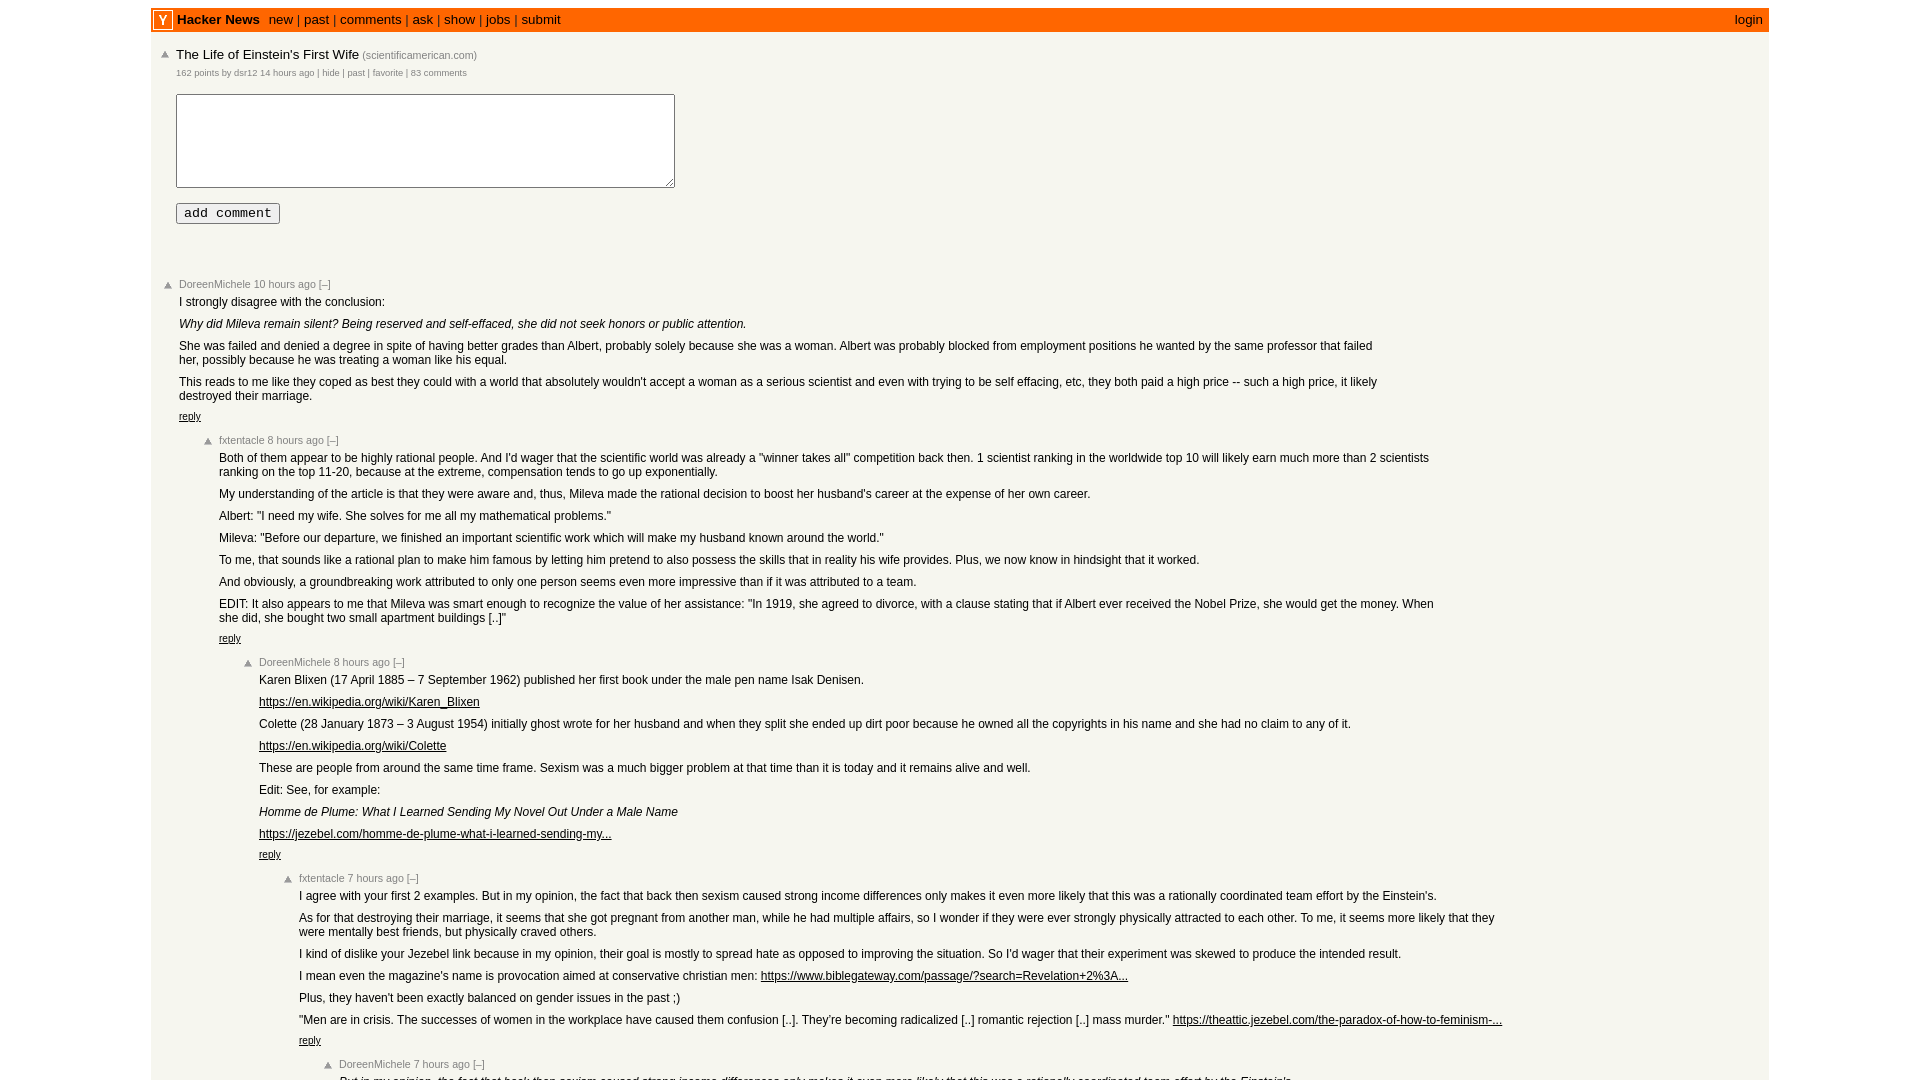 Y Hacker News new | past | comments | ask | show | jobs | submit login
The Life of Einstein's First Wife (scientificamerican.com)
162 points by dsr12 14 hours ago | hide | past | favorite | 83 comments
add comment
DoreenMichele 10 hours ago [–]
I strongly disagree with the conclusion:
Why did Mileva remain silent? Being reserved and self-effaced, she did not seek honors or public attention.
She was failed and denied a degree in spite of having better grades than Albert, probably solely because she was a woman. Albert was probably blocked from employment positions he wanted by the same professor that failed
her, possibly because he was treating a woman like his equal.
This reads to me like they coped as best they could with a world that absolutely wouldn't accept a woman as a serious scientist and even with trying to be self effacing, etc, they both paid a high price -- such a high price, it likely
destroyed their marriage.
reply
fxtentacle 8 hours ago [–]
Both of them appear to be highly rational people. And I'd wager that the scientific world was already a "winner takes all" competition back then. 1 scientist ranking in the worldwide top 10 will likely earn much more than 2 scientists
ranking on the top 11-20, because at the extreme, compensation tends to go up exponentially.
My understanding of the article is that they were aware and, thus, Mileva made the rational decision to boost her husband's career at the expense of her own career.
Albert: "I need my wife. She solves for me all my mathematical problems."
Mileva: "Before our departure, we finished an important scientific work which will make my husband known around the world."
To me, that sounds like a rational plan to make him famous by letting him pretend to also possess the skills that in reality his wife provides. Plus, we now know in hindsight that it worked.
And obviously, a groundbreaking work attributed to only one person seems even more impressive than if it was attributed to a team.
EDIT: It also appears to me that Mileva was smart enough to recognize the value of her assistance: "In 1919, she agreed to divorce, with a clause stating that if Albert ever received the Nobel Prize, she would get the money. When
she did, she bought two small apartment buildings [..]"
reply
DoreenMichele 8 hours ago [–]
Karen Blixen (17 April 1885 – 7 September 1962) published her first book under the male pen name Isak Denisen.
https://en.wikipedia.org/wiki/Karen_Blixen
Colette (28 January 1873 – 3 August 1954) initially ghost wrote for her husband and when they split she ended up dirt poor because he owned all the copyrights in his name and she had no claim to any of it.
https://en.wikipedia.org/wiki/Colette
These are people from around the same time frame. Sexism was a much bigger problem at that time than it is today and it remains alive and well.
Edit: See, for example:
Homme de Plume: What I Learned Sending My Novel Out Under a Male Name
https://jezebel.com/homme-de-plume-what-i-learned-sending-my...
reply
fxtentacle 7 hours ago [–]
I agree with your first 2 examples. But in my opinion, the fact that back then sexism caused strong income differences only makes it even more likely that this was a rationally coordinated team effort by the Einstein's.
As for that destroying their marriage, it seems that she got pregnant from another man, while he had multiple affairs, so I wonder if they were ever strongly physically attracted to each other. To me, it seems more likely that they
were mentally best friends, but physically craved others.
I kind of dislike your Jezebel link because in my opinion, their goal is mostly to spread hate as opposed to improving the situation. So I'd wager that their experiment was skewed to produce the intended result.
I mean even the magazine's name is provocation aimed at conservative christian men: https://www.biblegateway.com/passage/?search=Revelation+2%3A...
Plus, they haven't been exactly balanced on gender issues in the past ;)
"Men are in crisis. The successes of women in the workplace have caused them confusion [..]. They're becoming radicalized [..] romantic rejection [..] mass murder." https://theattic.jezebel.com/the-paradox-of-how-to-feminism-...
reply
DoreenMichele 7 hours ago [–]
But in my opinion, the fact that back then sexism caused strong income differences only makes it even more likely that this was a rationally coordinated team effort by the Einstein's.